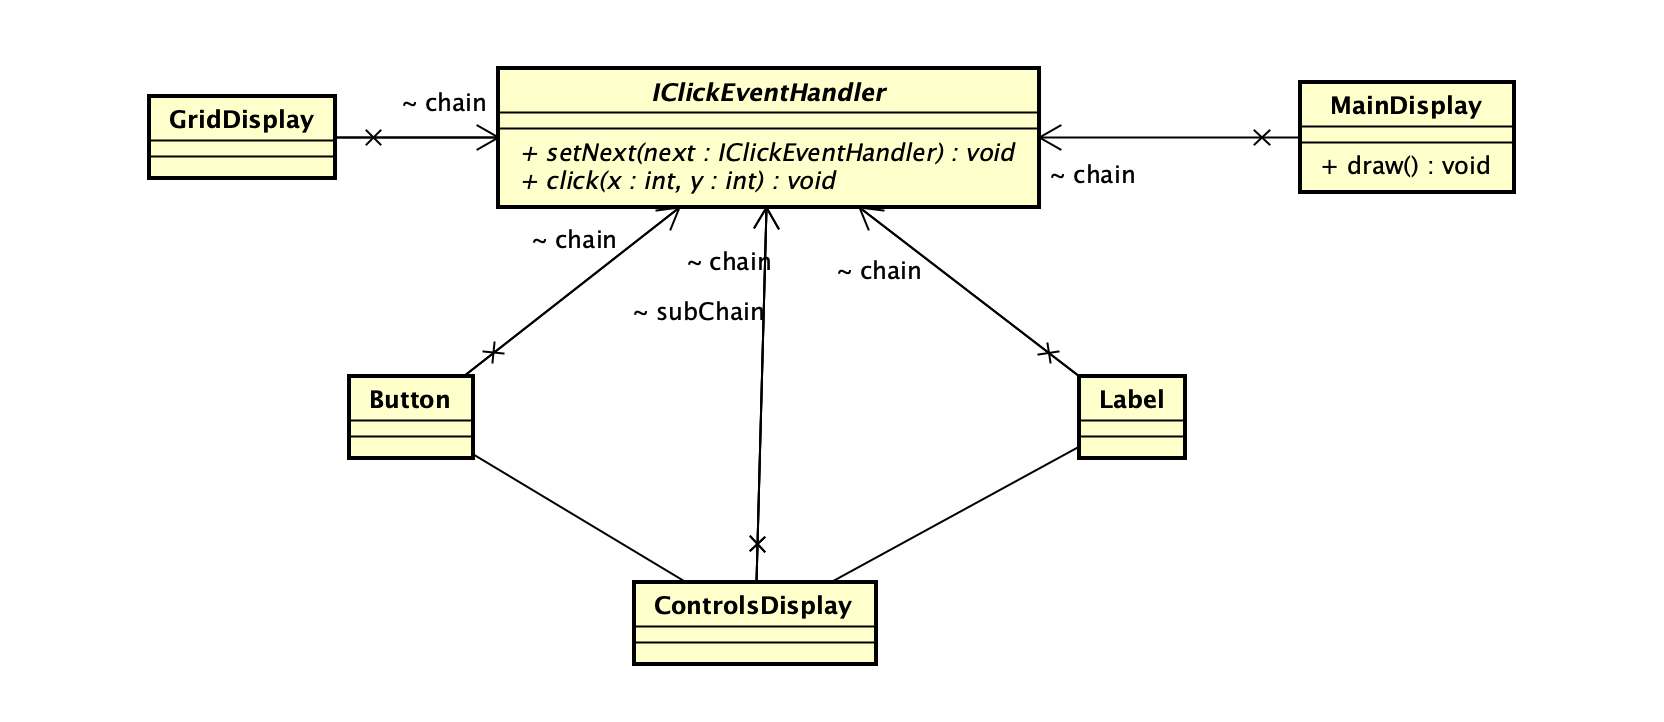 IClickEventHandler
~ chain
GridDisplay
MainDisplay
+ setNext(next : IClickEventHandler) : void
+ click(x : int, y : int) : void
~ chain
+ draw() : void
~ chain
~ chain
~ chain
~ subChain
Button
Label
ControlsDisplay